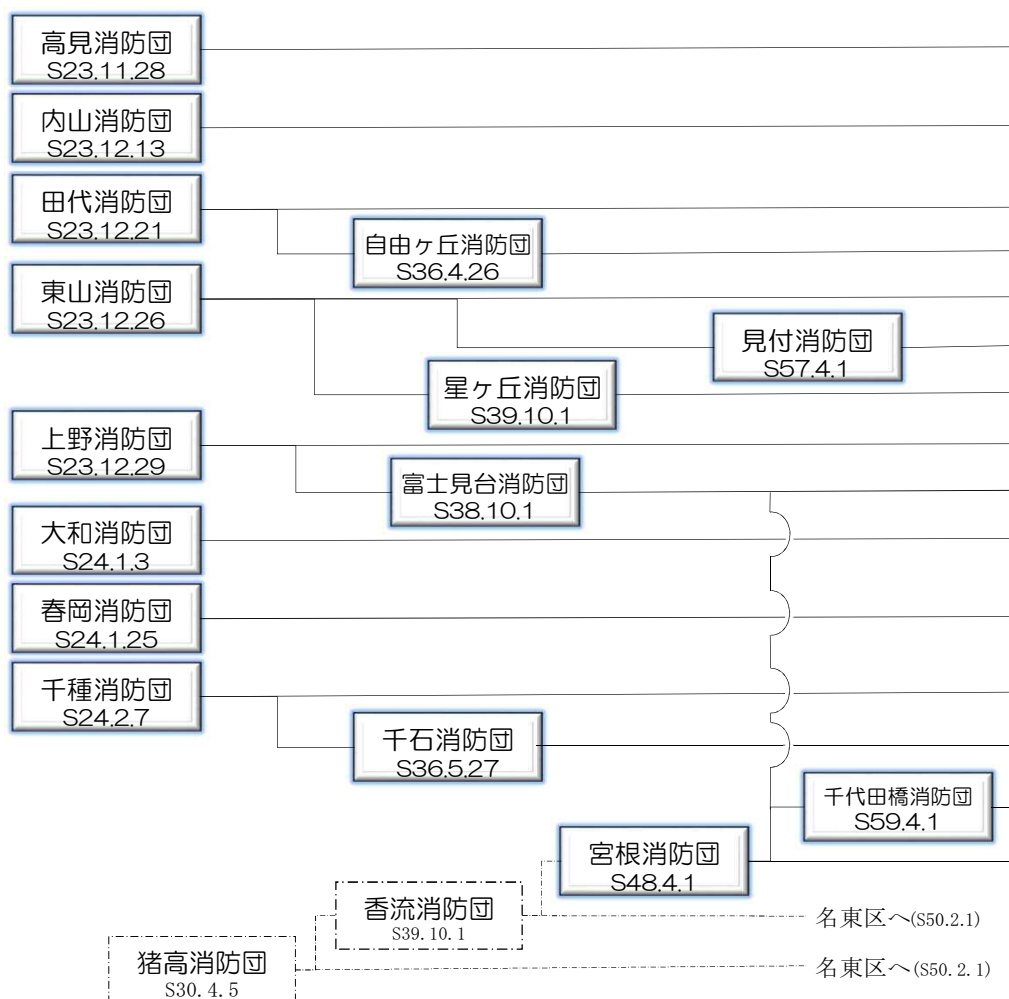 高見消防団
S23.11.28
内山消防団
S23.12.13
田代消防団
S23.12.21
自由ヶ丘消防団
S36.4.26
東山消防団
S23.12.26
見付消防団
S57.4.1
星ヶ丘消防団
S39.10.1
上野消防団
S23.12.29
富士見台消防団
S38.10.1
大和消防団
S24.1.3
春岡消防団
S24.1.25
千種消防団
S24.2.7
千石消防団
S36.5.27
千代田橋消防団
S59.4.1
宮根消防団
S48.4.1
香流消防団
S39.10.1
名東区へ(S50.2.1)
猪高消防団
S30.4.5
名東区へ(S50.2.1)